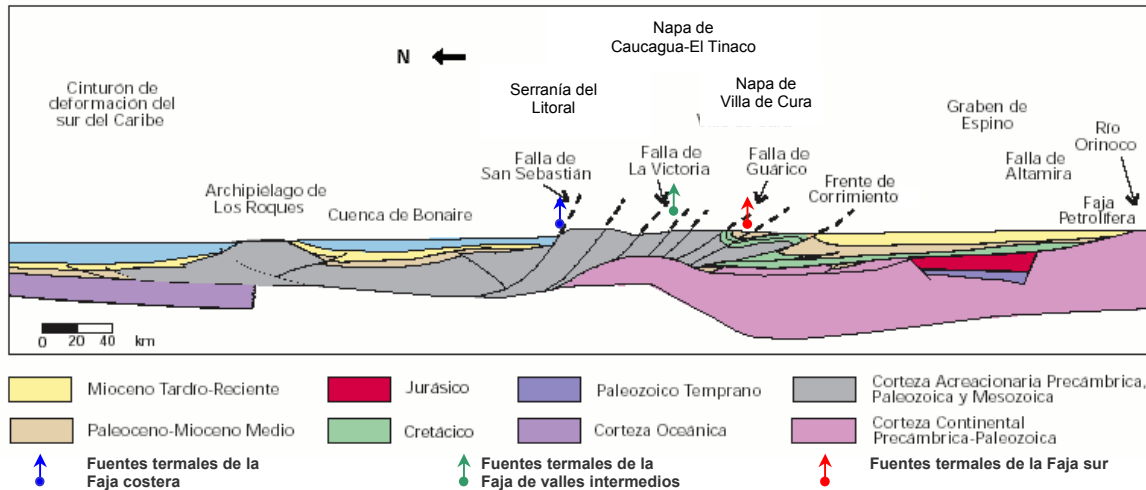 Napa de
Caucagua-El Tinaco
N
Cinturón de
deformación del
sur del Caribe
Serranía del
Litoral
Napa de
Villa de Cura
Graben de
Espino
Río
Orinoco
Falla de
San Sebastián
Falla de
La Victoria
Falla de
Guárico
Falla de
Altamira
Frente de
Corrimiento
Archipiélago de
Los Roques
Cuenca de Bonaire
Faja
Petrolífera
0 20 40 km
Mioceno Tardío-Reciente
Jurásico
Paleozoico Temprano
Corteza Acreacionaria Precámbrica,
Paleozoica y Mesozoica
Paleoceno-Mioceno Medio
Cretácico
Corteza Oceánica
Corteza Continental
Precámbrica-Paleozoica
Fuentes termales de la
Faja costera
Fuentes termales de la
Faja de valles intermedios
Fuentes termales de la Faja sur